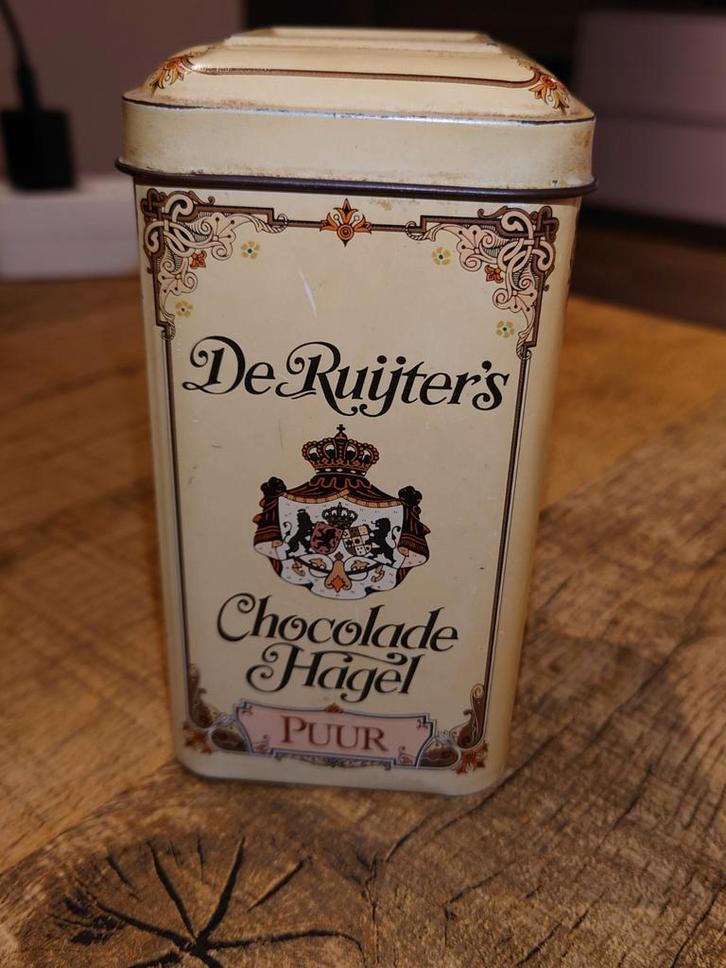 De Ruijter's
Chocolade
Hagel
PUUR